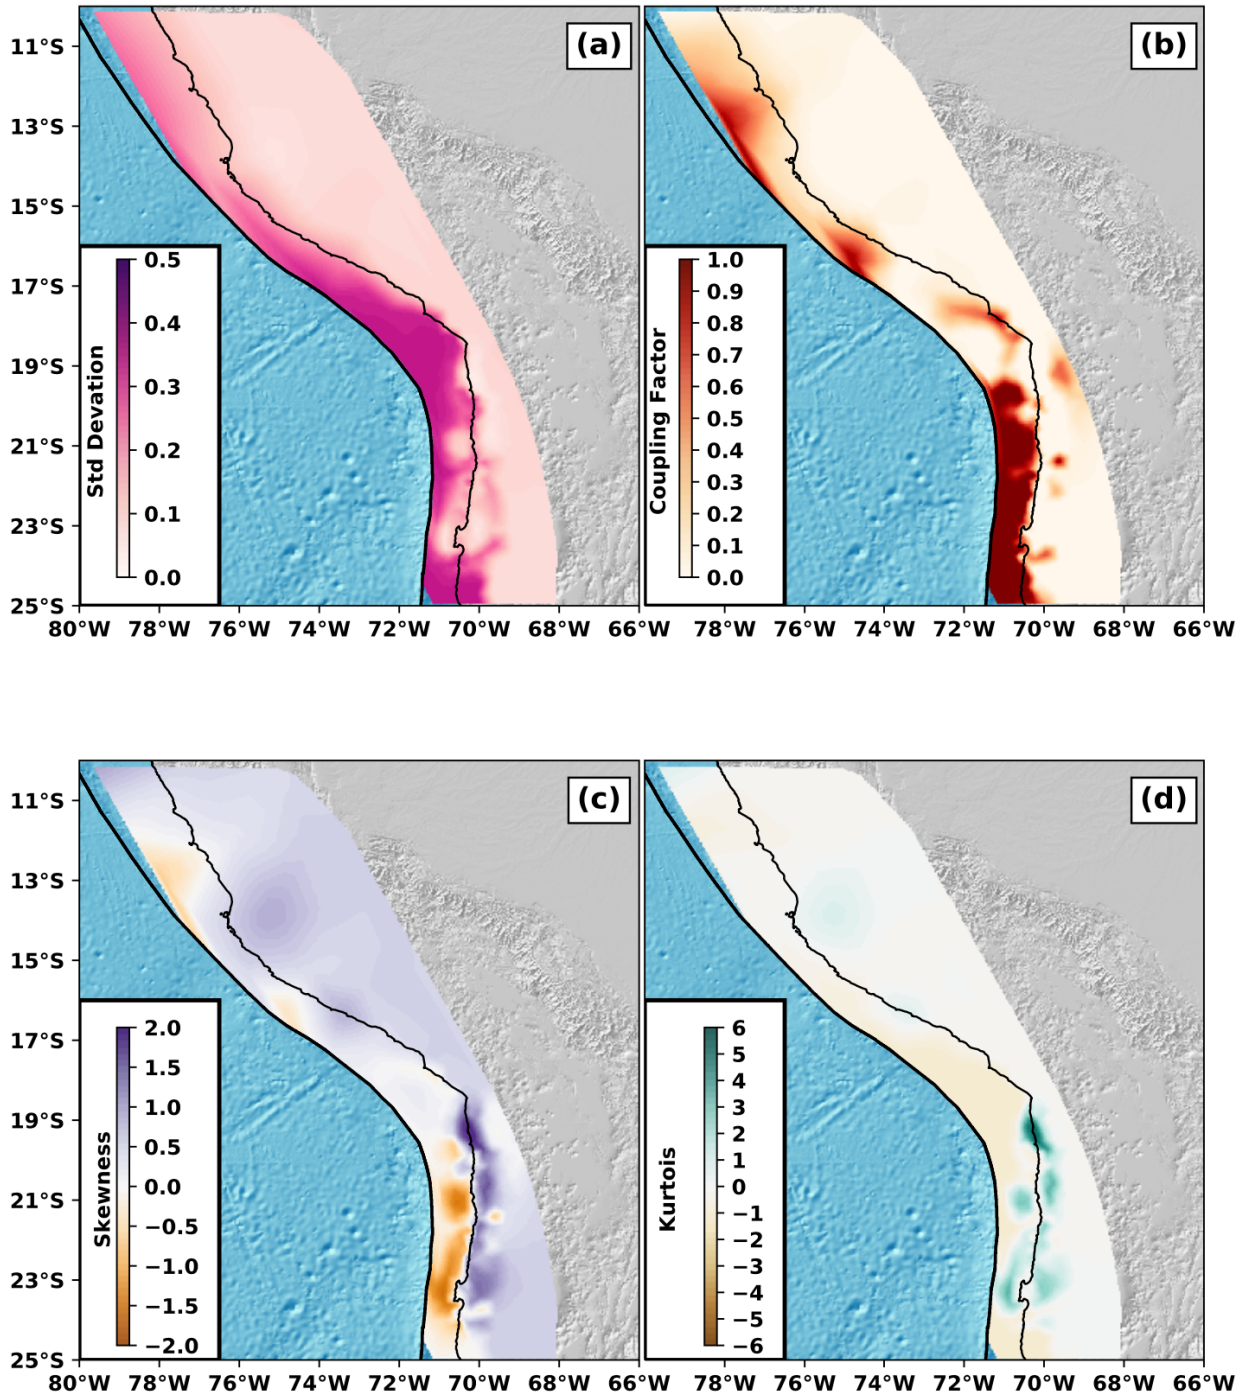 (a)
(b)
11°S
13°S
15°S
17°S
19°S
21°S
23°S
25°S
Std Devation
0.5
0.4
0.3
0.2
0.1
0.0
Coupling Factor
1.0
0.9
0.8
0.7
0.6
0.5
0.4
0.3
0.2
0.1
0.0
80°W 78°W 76°W 74°W 72°W 70°W 68°W 66°W 78°W 76°W 74°W 72°W 70°W 68°W 66°W
(c)
(d)
11°S
13°S
15°S
17°S
19°S
21°S
23°S
25°S
Skewness
2.0
1.5
1.0
0.5
0.0
−0.5
−1.0
−1.5
−2.0
Kurtois
6
5
4
3
2
1
0
−1
−2
−3
−4
−5
−6
80°W 78°W 76°W 74°W 72°W 70°W 68°W 66°W 78°W 76°W 74°W 72°W 70°W 68°W 66°W